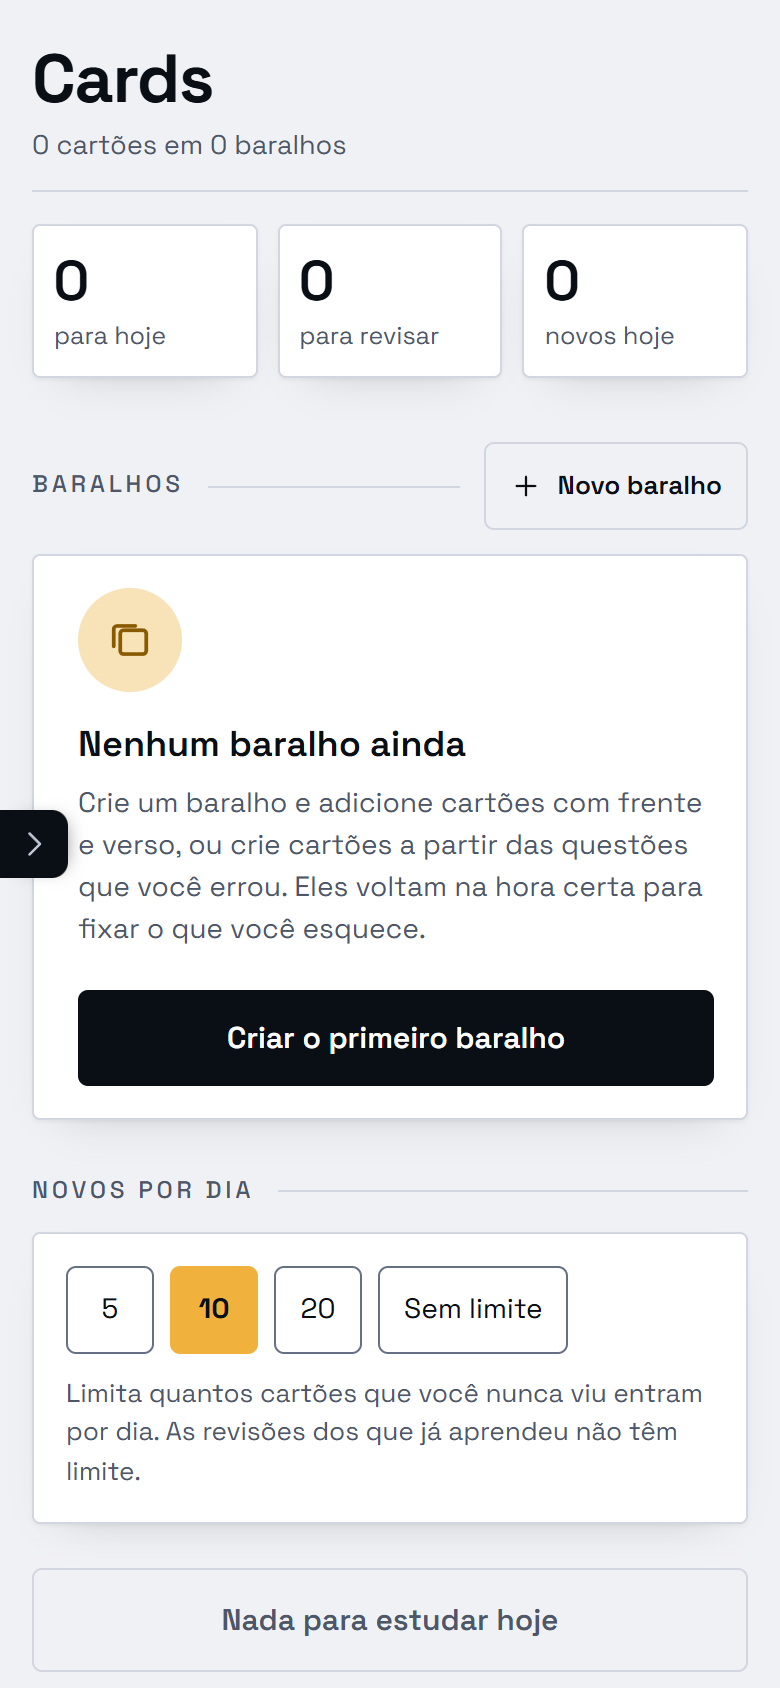 Cards
0 cartões em 0 baralhos
0
para hoje
0
para revisar
0
novos hoje
BARALHOS
+ Novo baralho
Nenhum baralho ainda
Crie um baralho e adicione cartões com frente
e verso, ou crie cartões a partir das questões
que você errou. Eles voltam na hora certa para
fixar o que você esquece.
Criar o primeiro baralho
NOVOS POR DIA
5
10
20
Sem limite
Limita quantos cartões que você nunca viu entram
por dia. As revisões dos que já aprendeu não têm
limite.
Nada para estudar hoje